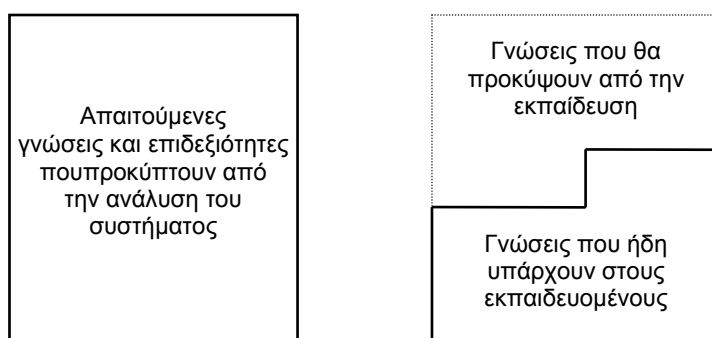 Απαιτούμενες
γνώσεις και επιδεξιότητες
πουπροκύπτουν από
την ανάλυση του
συστήματος
Γνώσεις που θα
προκύψουν από την
εκπαίδευση
Γνώσεις που ήδη
υπάρχουν στους
εκπαιδευομένους